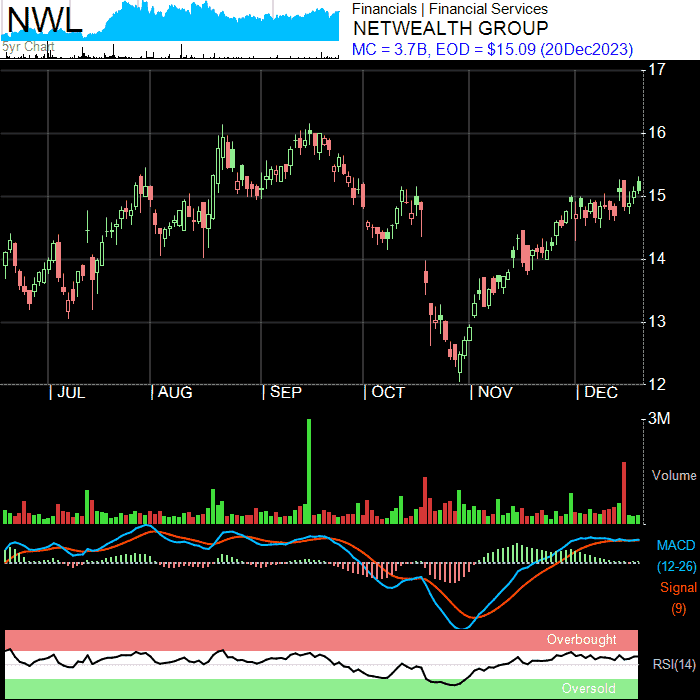 NWL
5yr Chart
Financials | Financial Services
NETWEALTH GROUP
MC = 3.7B, EOD = $15.09 (20Dec2023)
17
16
15
14
13
12
JUL
AUG
SEP
OCT
NOV
DEC
3M
Volume
MACD
(12-26)
Signal
(9)
Overbought
RSI(14)
Oversold